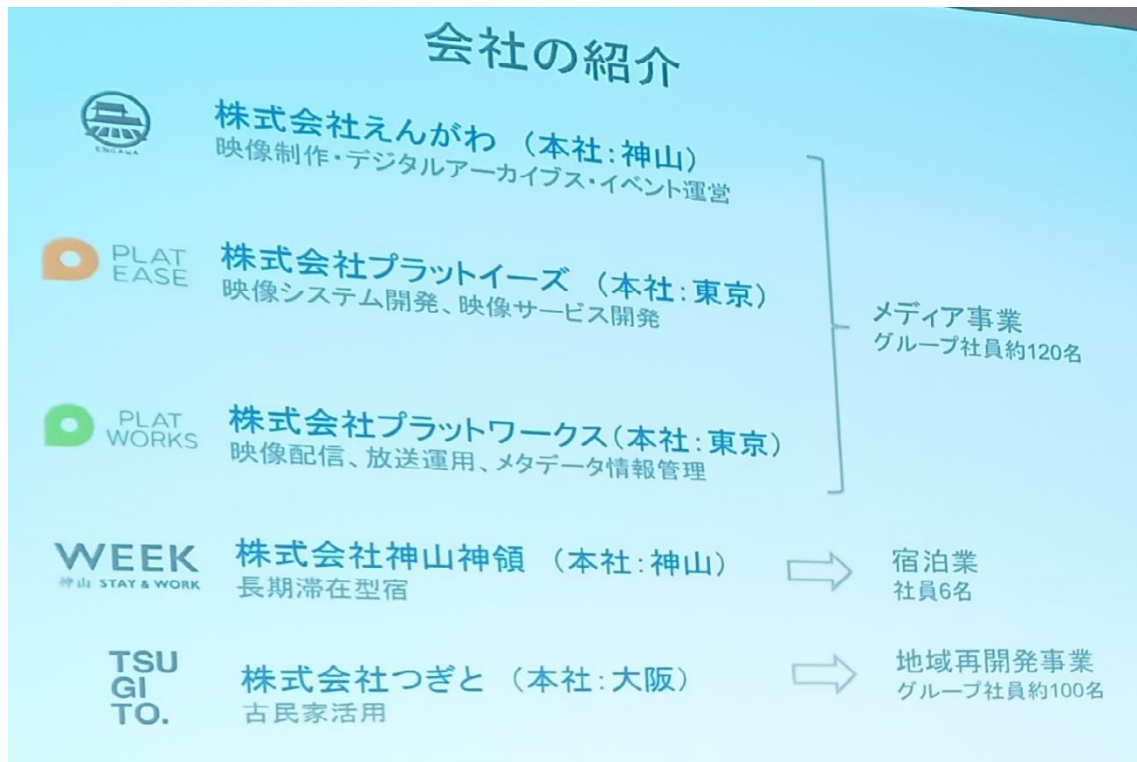 会社の紹介
ENGAWA
株式会社えんがわ （本社:神山）
映像制作・デジタルアーカイブス・イベント運営
PLAT
EASE
株式会社プラットイーズ （本社:東京）
映像システム開発、映像サービス開発
メディア事業
グループ社員約120名
PLAT
WORKS
株式会社プラットワークス（本社:東京）
映像配信、放送運用、メタデータ情報管理
WEEK
神山 STAY & WORK
株式会社神山神領 （本社:神山）
長期滞在型宿
宿泊業
社員6名
TSU
GI
TO.
株式会社つぎと （本社:大阪）
古民家活用
地域再開発事業
グループ社員約100名